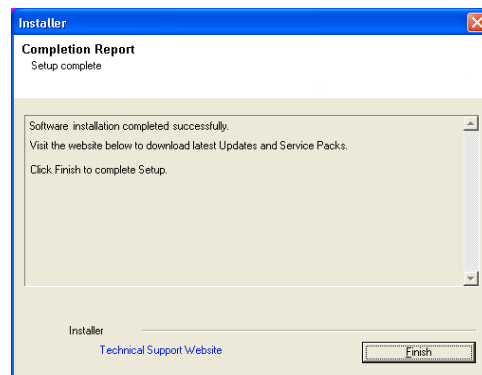 Installer
Completion Report
Setup complete
Software installation completed successfully.
Visit the website below to download latest Updates and Service Packs.
Click Finish to complete Setup.
Installer
Technical Support Website
Finish